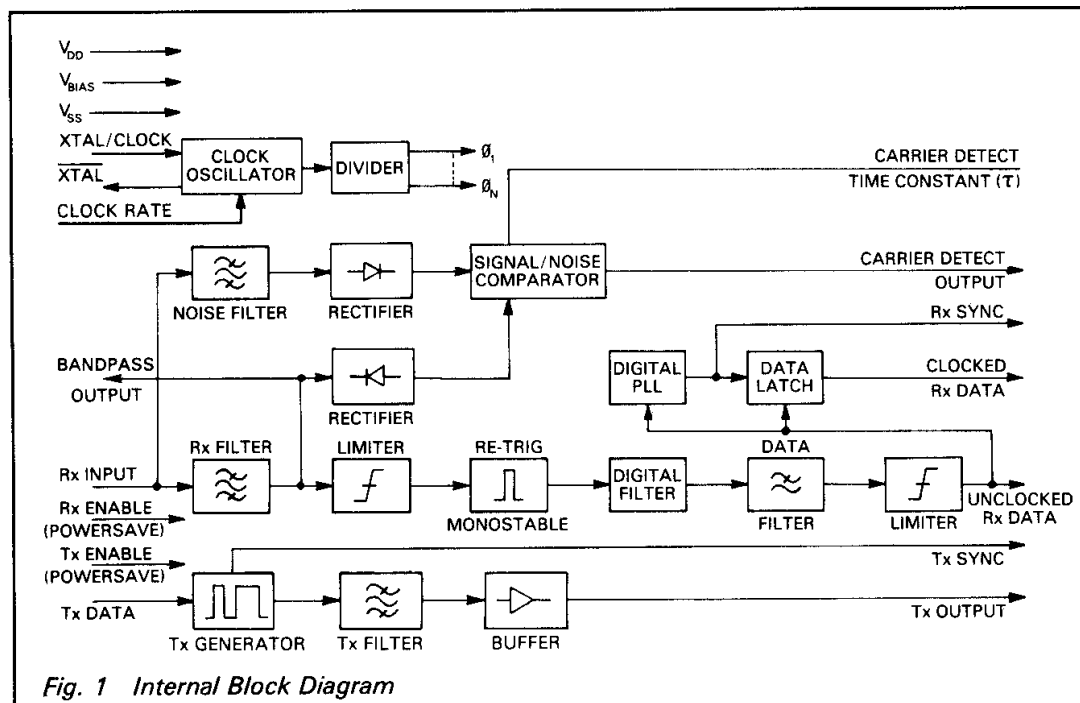 V_DD
V_BIAS
V_SS
XTAL/CLOCK
XTAL
CLOCK RATE
CLOCK
OSCILLATOR
DIVIDER
Ø_1
Ø_N
CARRIER DETECT
TIME CONSTANT (τ)
NOISE FILTER
RECTIFIER
SIGNAL/NOISE
COMPARATOR
CARRIER DETECT
OUTPUT
Rx SYNC
BANDPASS
OUTPUT
RECTIFIER
DIGITAL
PLL
DATA
LATCH
CLOCKED
Rx DATA
Rx INPUT
Rx FILTER
LIMITER
RE-TRIG
MONOSTABLE
DIGITAL
FILTER
DATA
FILTER
LIMITER
UNCLOCKED
Rx DATA
Rx ENABLE
(POWERSAVE)
Tx ENABLE
(POWERSAVE)
Tx SYNC
Tx DATA
Tx GENERATOR
Tx FILTER
BUFFER
Tx OUTPUT
Fig. 1 Internal Block Diagram